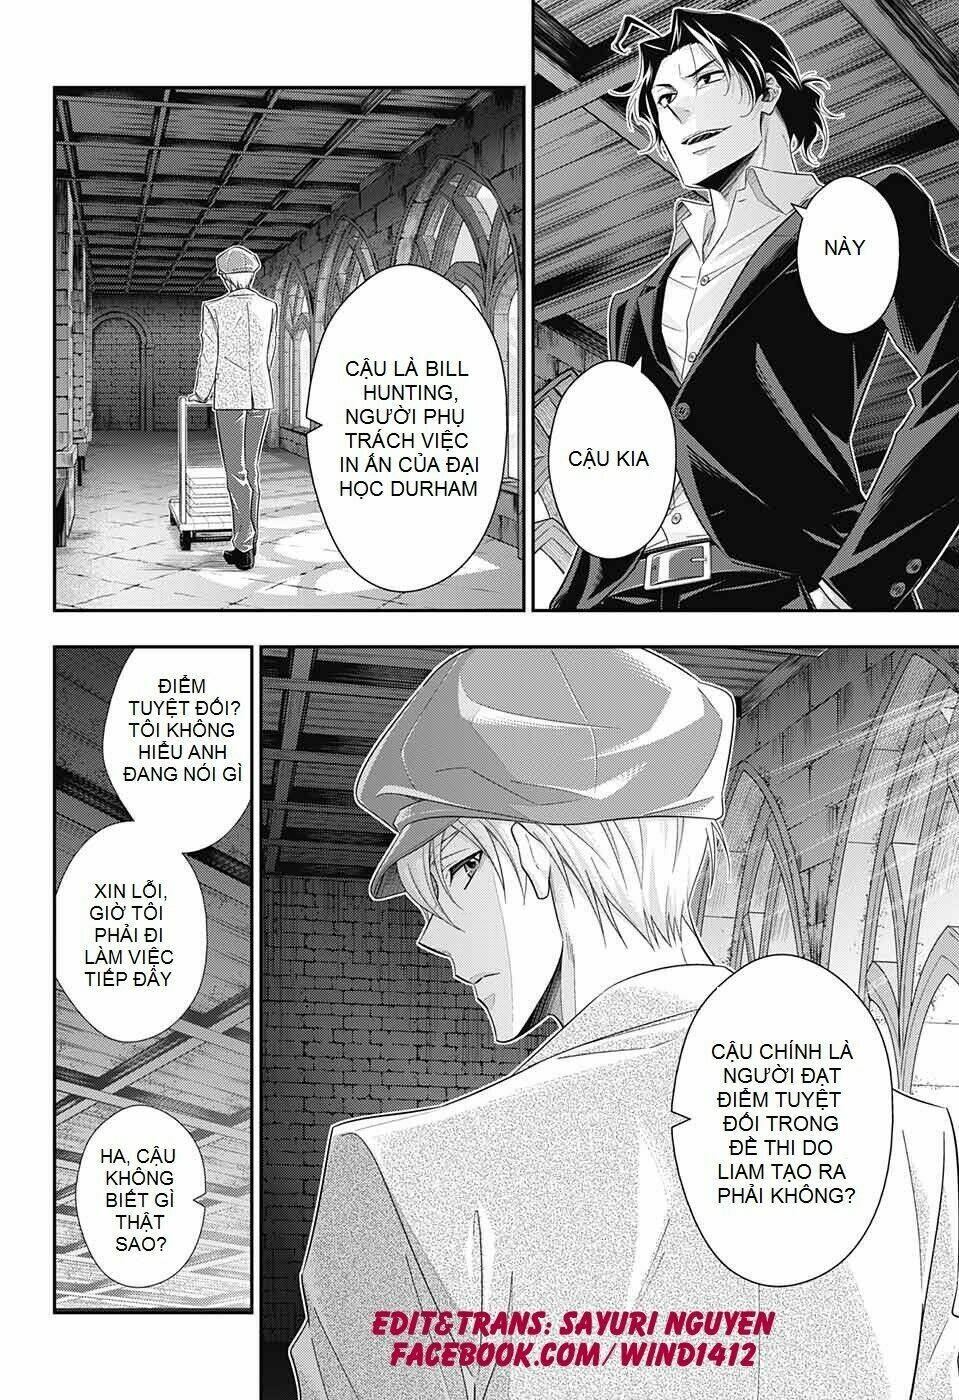 NÀY
CẬU KIA
CẬU LÀ BILL
HUNTING,
NGƯỜI PHỤ
TRÁCH VIỆC
IN ẤN CỦA ĐẠI
HỌC DURHAM
CẬU CHÍNH LÀ
NGƯỜI ĐẠT
ĐIỂM TUYỆT
ĐỐI TRONG
ĐỀ THI DO
LIAM TẠO RA
PHẢI KHÔNG?
ĐIỂM
TUYỆT ĐỐI?
TÔI KHÔNG
HIỂU ANH
ĐANG NÓI GÌ
XIN LỖI,
GIỜ TÔI
PHẢI ĐI
LÀM VIỆC
TIẾP ĐÂY
HA, CẬU
KHÔNG
BIẾT GÌ
THẬT
SAO?
EDIT&TRANS: SAYURI NGUYEN
FACEBOOK.COM/WIND1412